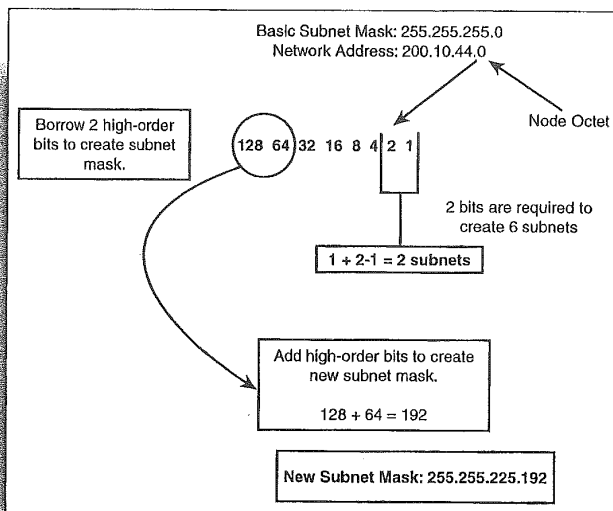 Basic Subnet Mask: 255.255.255.0
Network Address: 200.10.44.0
Node Octet
Borrow 2 high-order
bits to create subnet
mask.
128 64 32 16 8 4 2 1
2 bits are required to
create 6 subnets
1 + 2-1 = 2 subnets
Add high-order bits to create
new subnet mask.
128 + 64 = 192
New Subnet Mask: 255.255.225.192